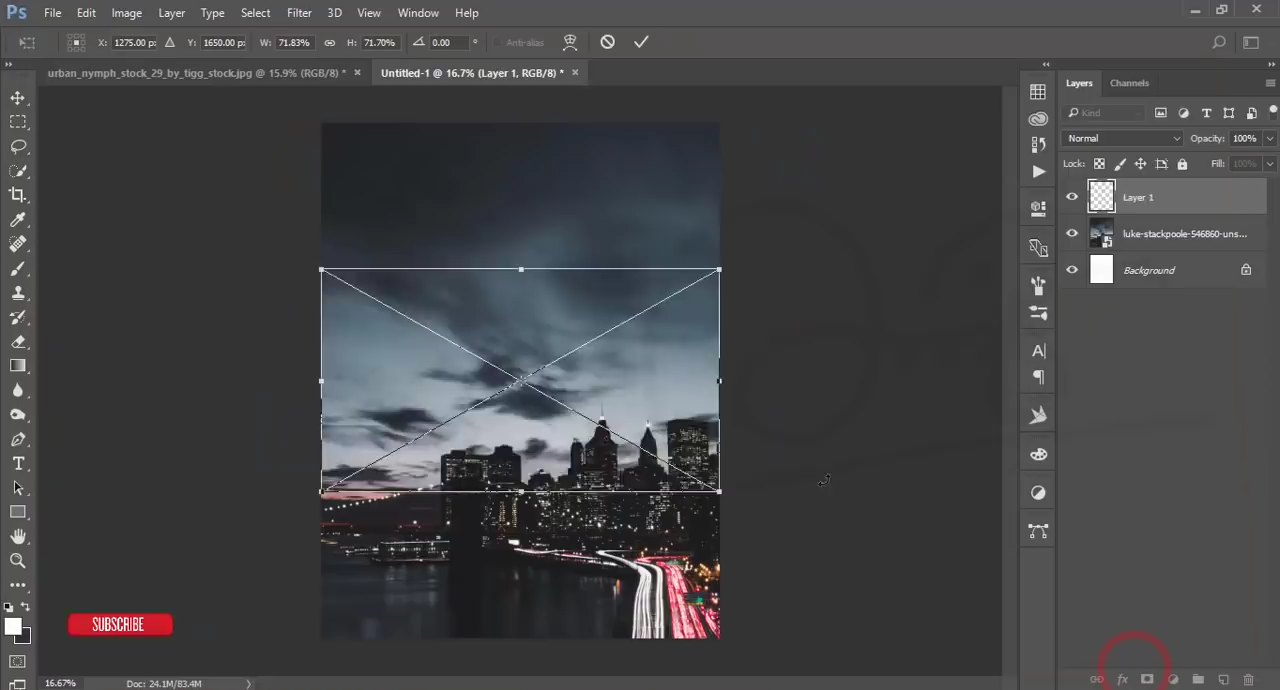 Ps File Edit Image Layer Type Select Filter 3D View Window Help
X: 1275.00 px Y: 1650.00 px W: 71.83% H: 71.70% 0.00 ° Anti-alias
urban_nymph_stock_29_by_tigg_stock.jpg @ 15.9% (RGB/8) * × Untitled-1 @ 16.7% (Layer 1, RGB/8) * ×
Layers Channels
Kind
Normal Opacity: 100%
Lock: Fill: 100%
Layer 1
luke-stackpoole-546860-uns...
Background
SUBSCRIBE
16.67% Doc: 24.1M/83.4M
fx